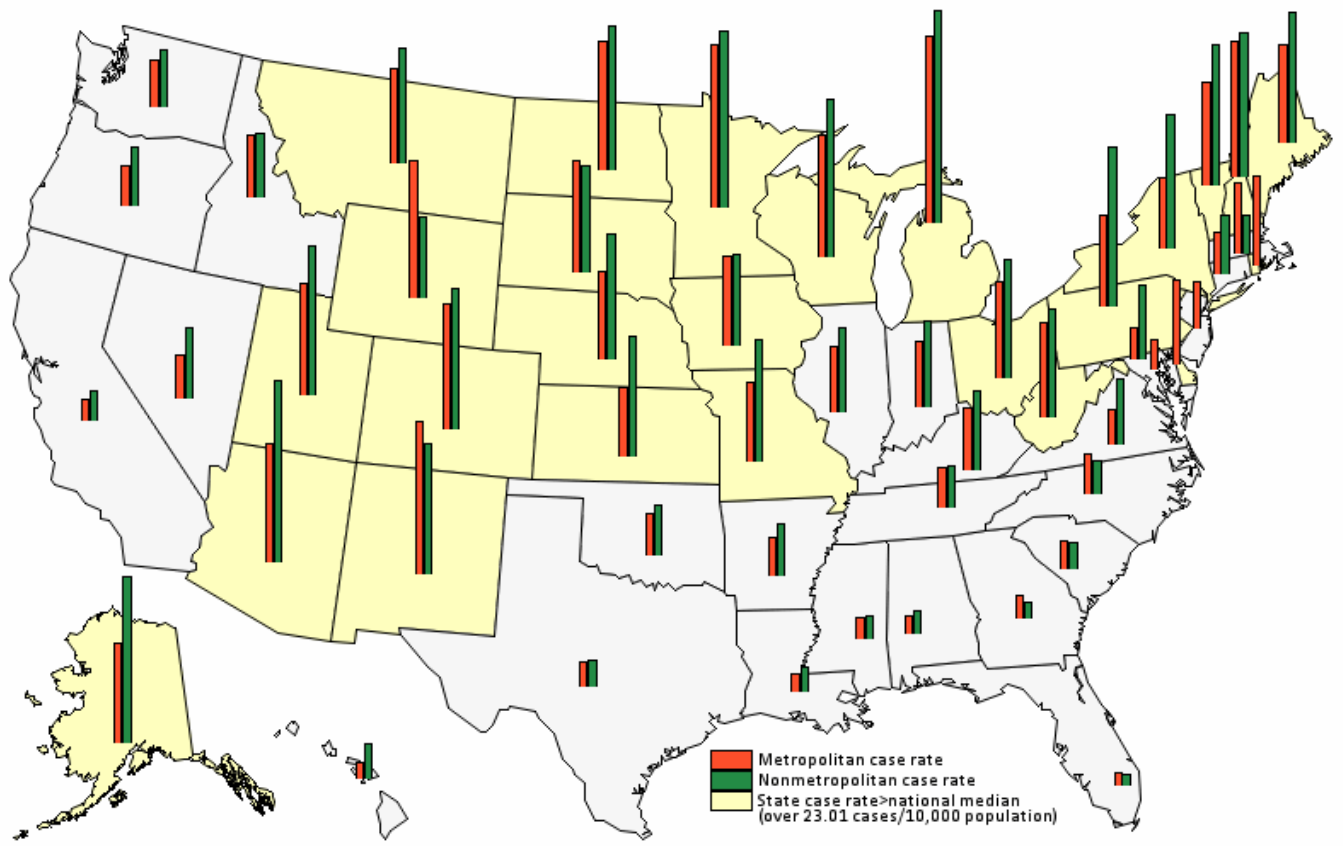 Metropolitan case rate
Nonmetropolitan case rate
State case rate>national median
(over 23.01 cases/10,000 population)